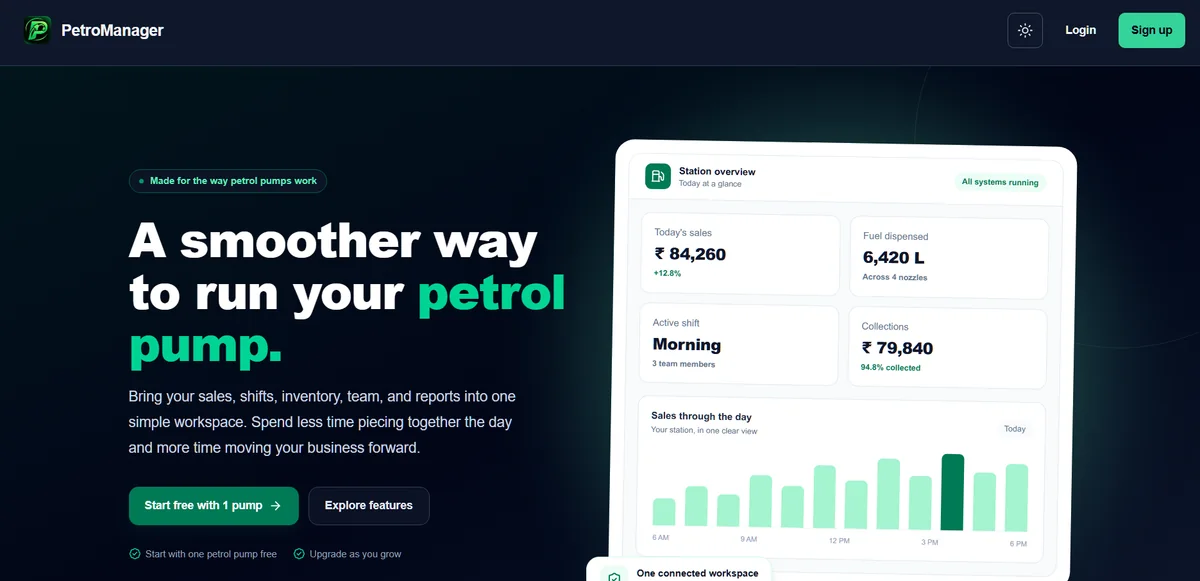 PetroManager
Login
Sign up
Made for the way petrol pumps work
A smoother way
to run your petrol
pump.
Bring your sales, shifts, inventory, team, and reports into one
simple workspace. Spend less time piecing together the day
and more time moving your business forward.
Start free with 1 pump →
Explore features
Start with one petrol pump free
Upgrade as you grow
Station overview
Today at a glance
All systems running
Today's sales
₹ 84,260
+12.8%
Fuel dispensed
6,420 L
Across 4 nozzles
Active shift
Morning
3 team members
Collections
₹ 79,840
94.8% collected
Sales through the day
Your station, in one clear view
Today
6 AM
9 AM
12 PM
3 PM
6 PM
One connected workspace